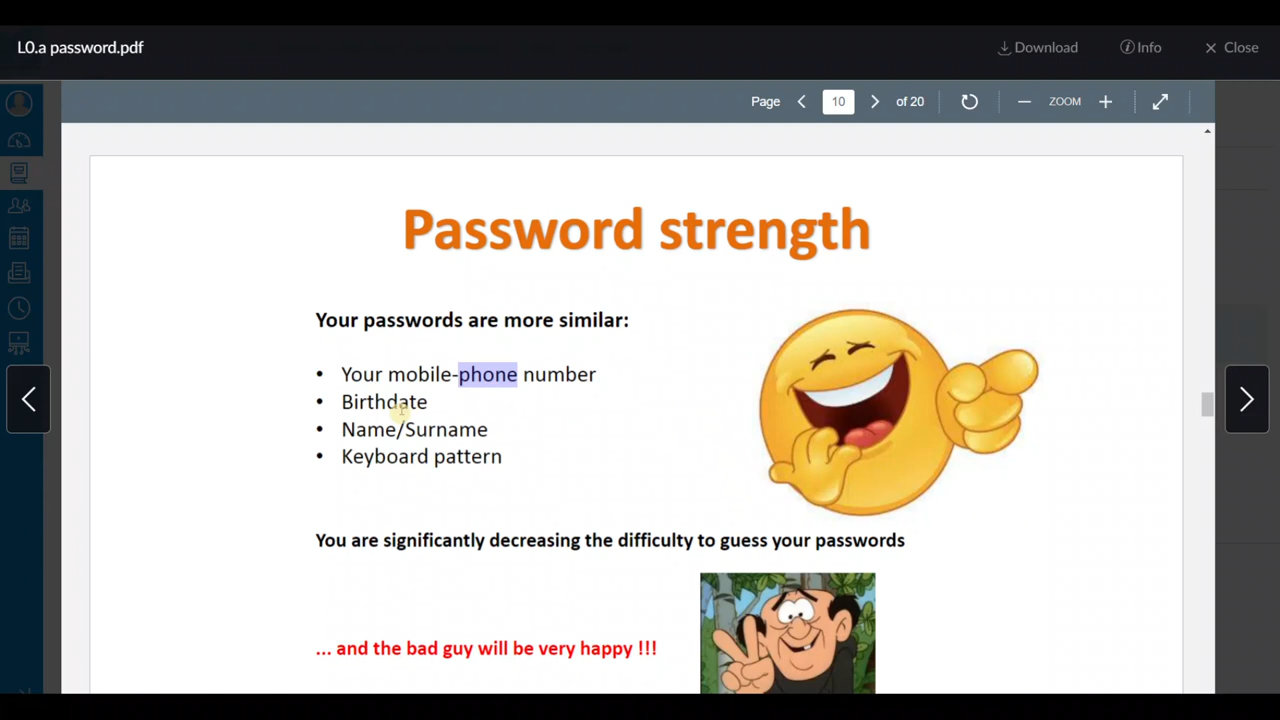 L0.a password.pdf
Download
Info
Close
Page 10 of 20
ZOOM
Password strength
Your passwords are more similar:
• Your mobile-phone number
• Birthdate
• Name/Surname
• Keyboard pattern
You are significantly decreasing the difficulty to guess your passwords
... and the bad guy will be very happy !!!